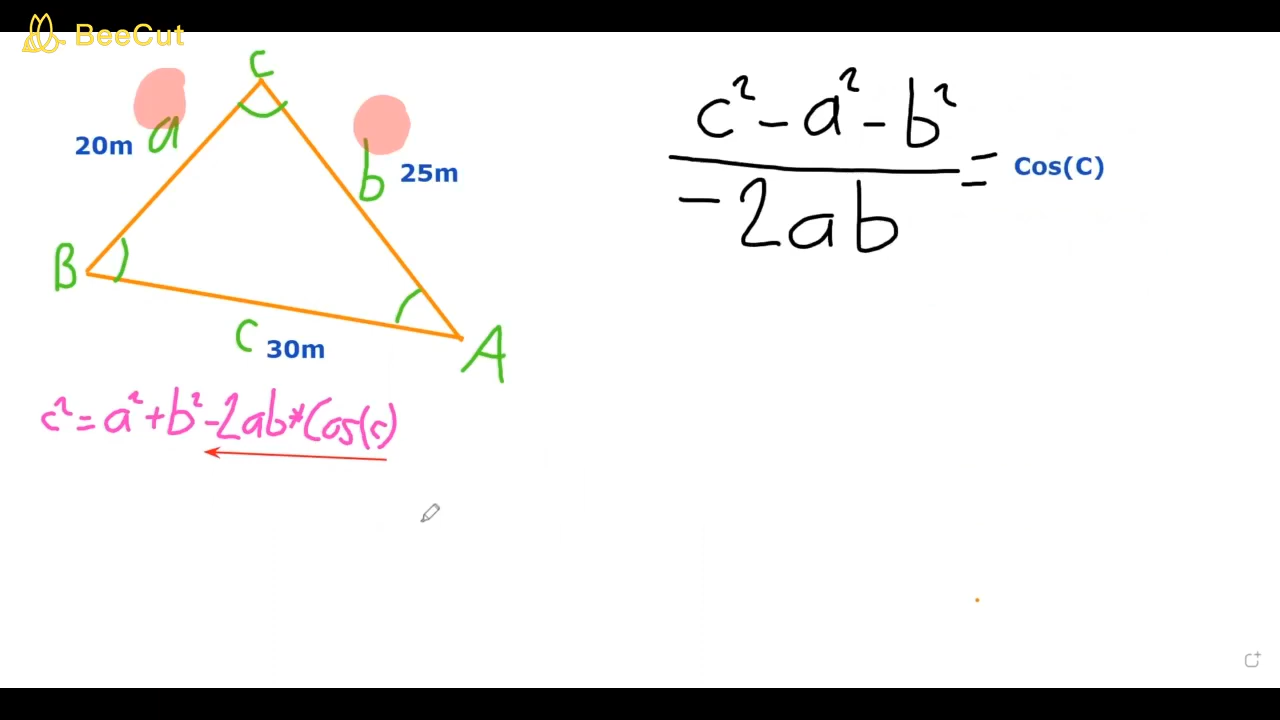 BeeCut
C
20m a
b 25m
B
c 30m
A
c² = a² + b² - 2ab * Cos(c)
c² - a² - b²
-2ab
= Cos(C)